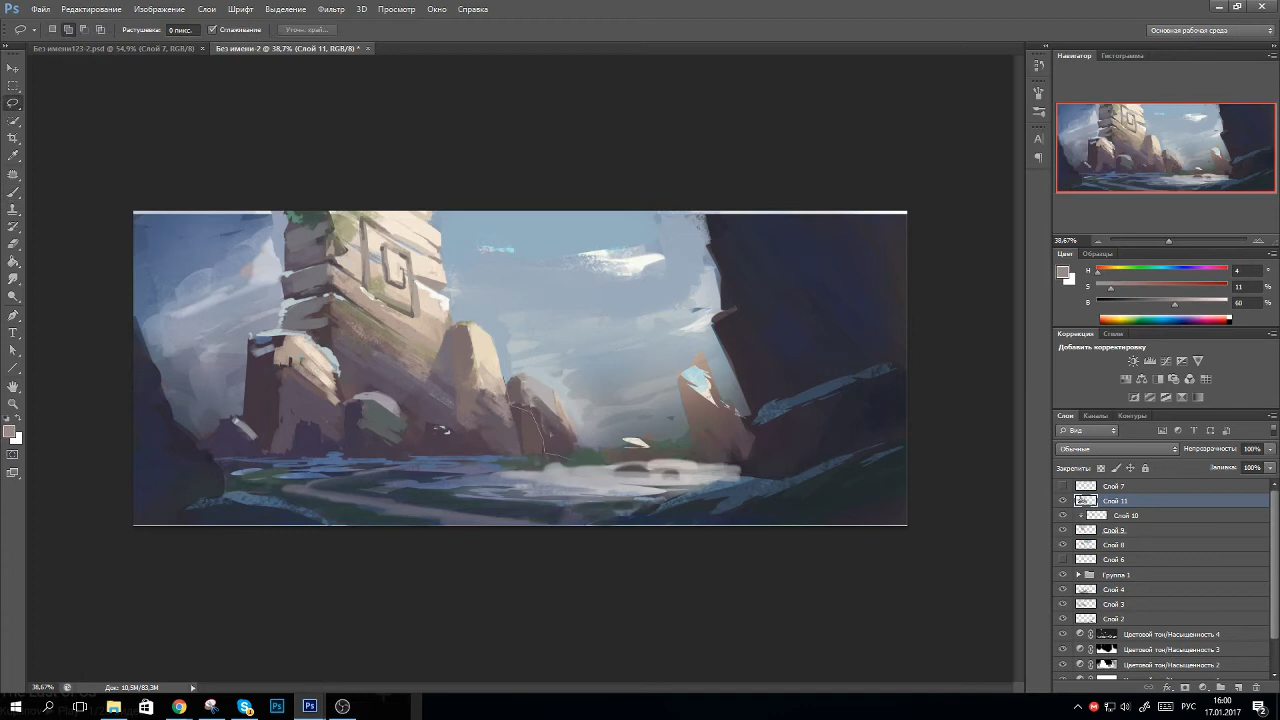 Ps Файл Редактирование Изображение Слои Шрифт Выделение Фильтр 3D Просмотр Окно Справка
Растушевка: 0 пикс. Сглаживание Уточн. край... Основная рабочая среда
Без имени123-2.psd @ 54,9% (Слой 7, RGB/8) × Без имени-2 @ 38,7% (Слой 11, RGB/8) * ×
Навигатор Гистограмма
38,67%
Цвет Образцы
H 4
S 11 %
B 60 %
Коррекция Стили
Добавить корректировку
Слои Каналы Контуры
Вид
Обычные Непрозрачность: 100%
Закрепить: Заливка: 100%
Слой 7
Слой 11
Слой 10
Слой 9
Слой 8
Слой 6
Группа 1
Слой 4
Слой 3
Слой 2
Цветовой тон/Насыщенность 4
Цветовой тон/Насыщенность 3
Цветовой тон/Насыщенность 2
38,67% Док: 10,5M/83,3M
РУС 16:00
17.01.2017